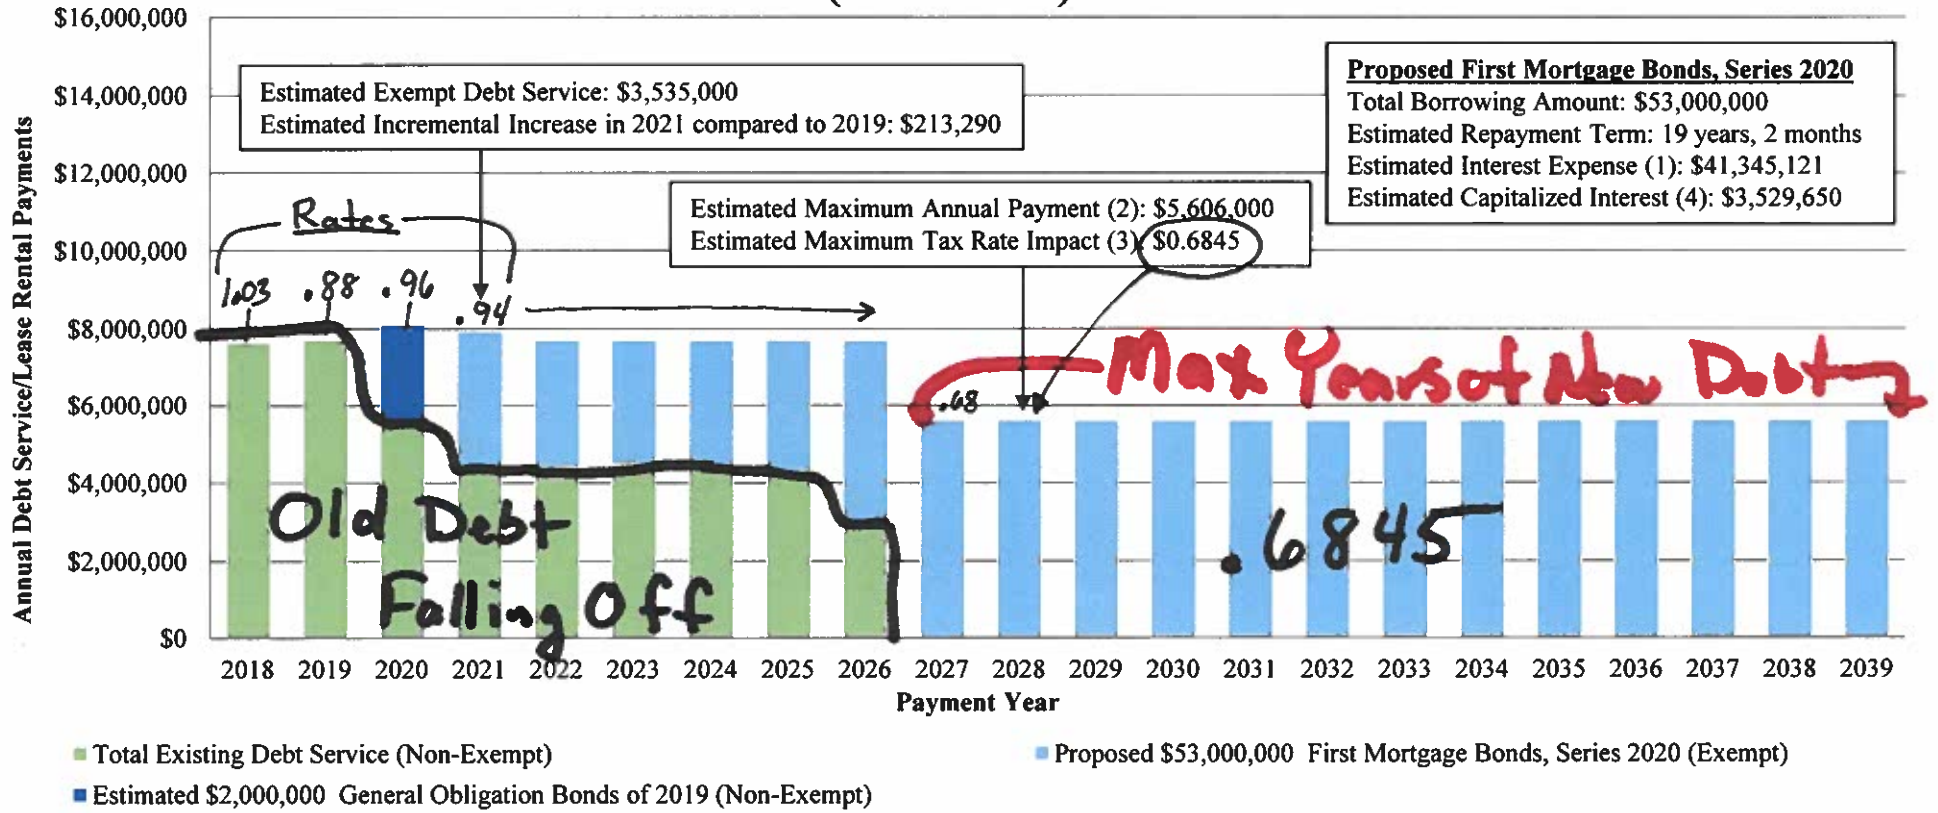 $16,000,000
$14,000,000
$12,000,000
$10,000,000
$8,000,000
$6,000,000
$4,000,000
$2,000,000
$0
Annual Debt Service/Lease Rental Payments
Estimated Exempt Debt Service: $3,535,000
Estimated Incremental Increase in 2021 compared to 2019: $213,290
Proposed First Mortgage Bonds, Series 2020
Total Borrowing Amount: $53,000,000
Estimated Repayment Term: 19 years, 2 months
Estimated Interest Expense (1): $41,345,121
Estimated Capitalized Interest (4): $3,529,650
Estimated Maximum Annual Payment (2): $5,606,000
Estimated Maximum Tax Rate Impact (3) $0.6845
Rates
1.03 .88 .96 .94
.68
Max Years of New Debt
Old Debt
Falling Off
.6845
2018 2019 2020 2021 2022 2023 2024 2025 2026 2027 2028 2029 2030 2031 2032 2033 2034 2035 2036 2037 2038 2039
Payment Year
Total Existing Debt Service (Non-Exempt)
Proposed $53,000,000 First Mortgage Bonds, Series 2020 (Exempt)
Estimated $2,000,000 General Obligation Bonds of 2019 (Non-Exempt)